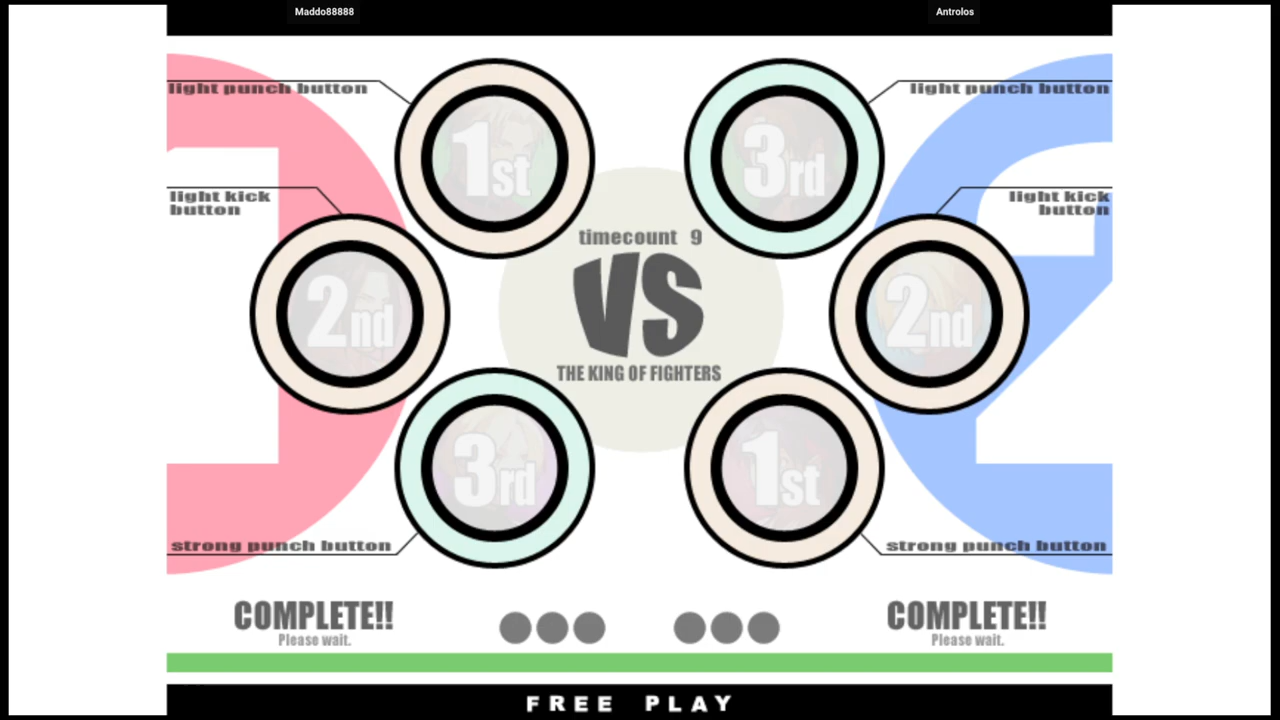 Maddo88888
Antrolos
light punch button
light punch button
1st
3rd
light kick
button
light kick
button
timecount 9
2nd
VS
2nd
THE KING OF FIGHTERS
3rd
1st
strong punch button
strong punch button
COMPLETE!!
Please wait.
COMPLETE!!
Please wait.
FREE PLAY